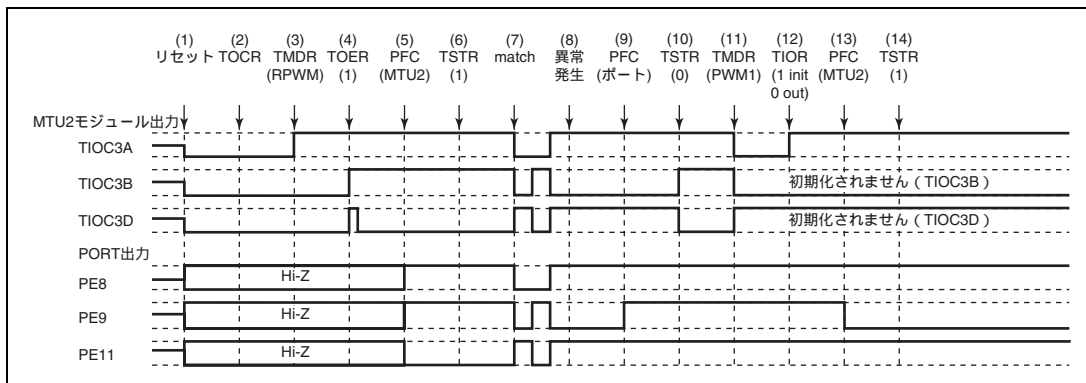 (1) (2) (3) (4) (5) (6) (7) (8) (9) (10) (11) (12) (13) (14)
リセット TOCR TMDR TOER PFC TSTR match 異常 PFC TSTR TMDR TIOR PFC TSTR
(RPWM) (1) (MTU2) (1) 発生 (ポート) (0) (PWM1) (1 init (MTU2) (1)
0 out)
MTU2モジュール出力
TIOC3A
TIOC3B 初期化されません（TIOC3B）
TIOC3D 初期化されません（TIOC3D）
PORT出力
PE8 Hi-Z
PE9 Hi-Z
PE11 Hi-Z